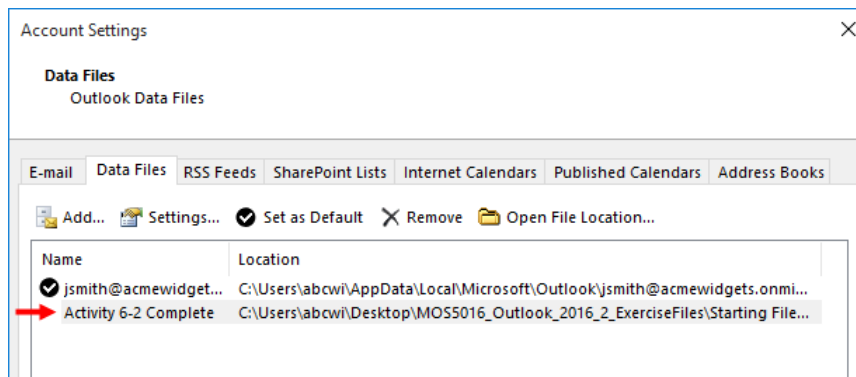 Account Settings
Data Files
Outlook Data Files
E-mail Data Files RSS Feeds SharePoint Lists Internet Calendars Published Calendars Address Books
Add... Settings... Set as Default Remove Open File Location...
Name Location
jsmith@acmewidget... C:\Users\abcwi\AppData\Local\Microsoft\Outlook\jsmith@acmewidgets.onmi...
Activity 6-2 Complete C:\Users\abcwi\Desktop\MOS5016_Outlook_2016_2_ExerciseFiles\Starting File...